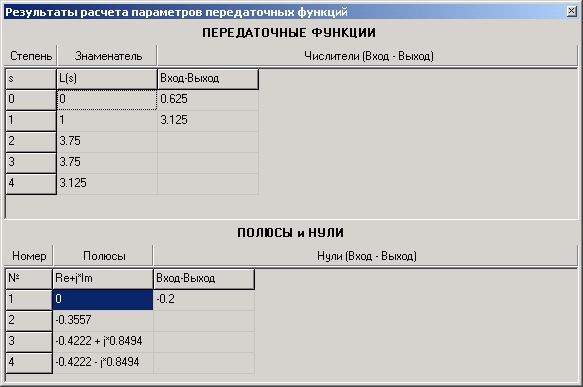 Результаты расчета параметров передаточных функций
ПЕРЕДАТОЧНЫЕ ФУНКЦИИ
Степень Знаменатель Числители (Вход - Выход)
s L(s) Вход-Выход
0 0 0.625
1 1 3.125
2 3.75
3 3.75
4 3.125
ПОЛЮСЫ и НУЛИ
Номер Полюсы Нули (Вход - Выход)
№ Re+j*Im Вход-Выход
1 0 -0.2
2 -0.3557
3 -0.4222 + j*0.8494
4 -0.4222 - j*0.8494